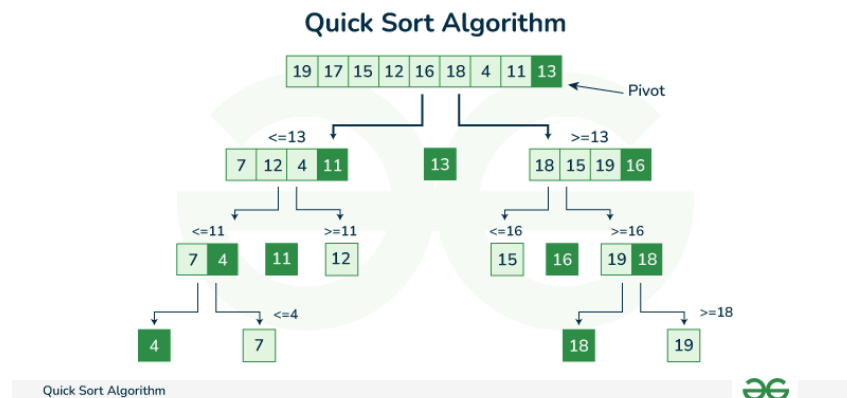 Quick Sort Algorithm
19 17 15 12 16 18 4 11 13
Pivot
<=13 >=13
7 12 4 11 13 18 15 19 16
<=11 >=11 <=16 >=16
7 4 11 12 15 16 19 18
<=4 >=18
4 7 18 19
Quick Sort Algorithm